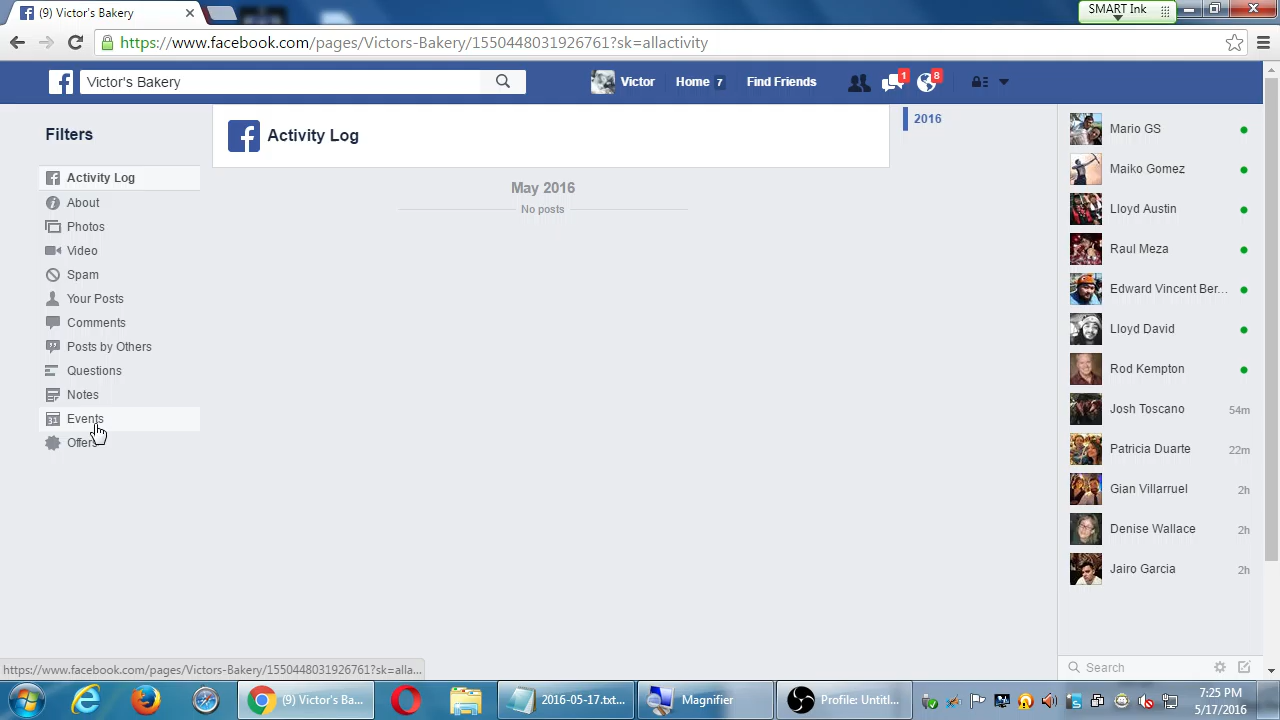 (9) Victor's Bakery
SMART Ink
https://www.facebook.com/pages/Victors-Bakery/1550448031926761?sk=allactivity
Victor's Bakery
Victor
Home 7
Find Friends
1
8
Filters
Activity Log
About
Photos
Video
Spam
Your Posts
Comments
Posts by Others
Questions
Notes
31 Events
Offers
Activity Log
May 2016
No posts
2016
Mario GS
Maiko Gomez
Lloyd Austin
Raul Meza
Edward Vincent Ber...
Lloyd David
Rod Kempton
Josh Toscano 54m
Patricia Duarte 22m
Gian Villarruel 2h
Denise Wallace 2h
Jairo Garcia 2h
Search
https://www.facebook.com/pages/Victors-Bakery/1550448031926761?sk=alla...
(9) Victor's Ba...
2016-05-17.txt...
Magnifier
Profile: Untitl...
7:25 PM
5/17/2016